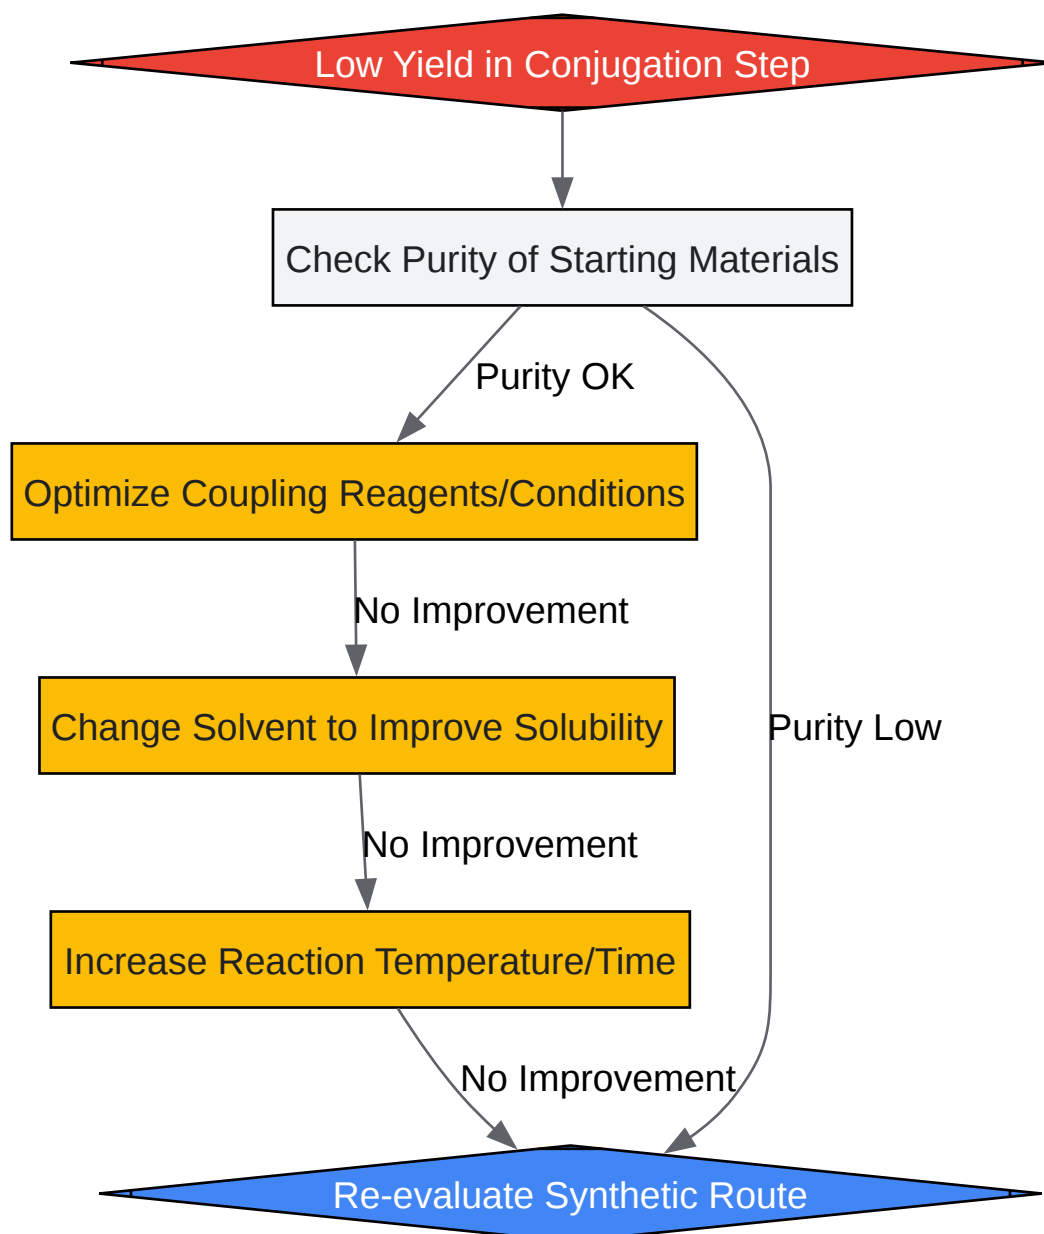 Low Yield in Conjugation Step
Check Purity of Starting Materials
Purity OK
Optimize Coupling Reagents/Conditions
No Improvement
Change Solvent to Improve Solubility
Purity Low
No Improvement
Increase Reaction Temperature/Time
No Improvement
Re-evaluate Synthetic Route